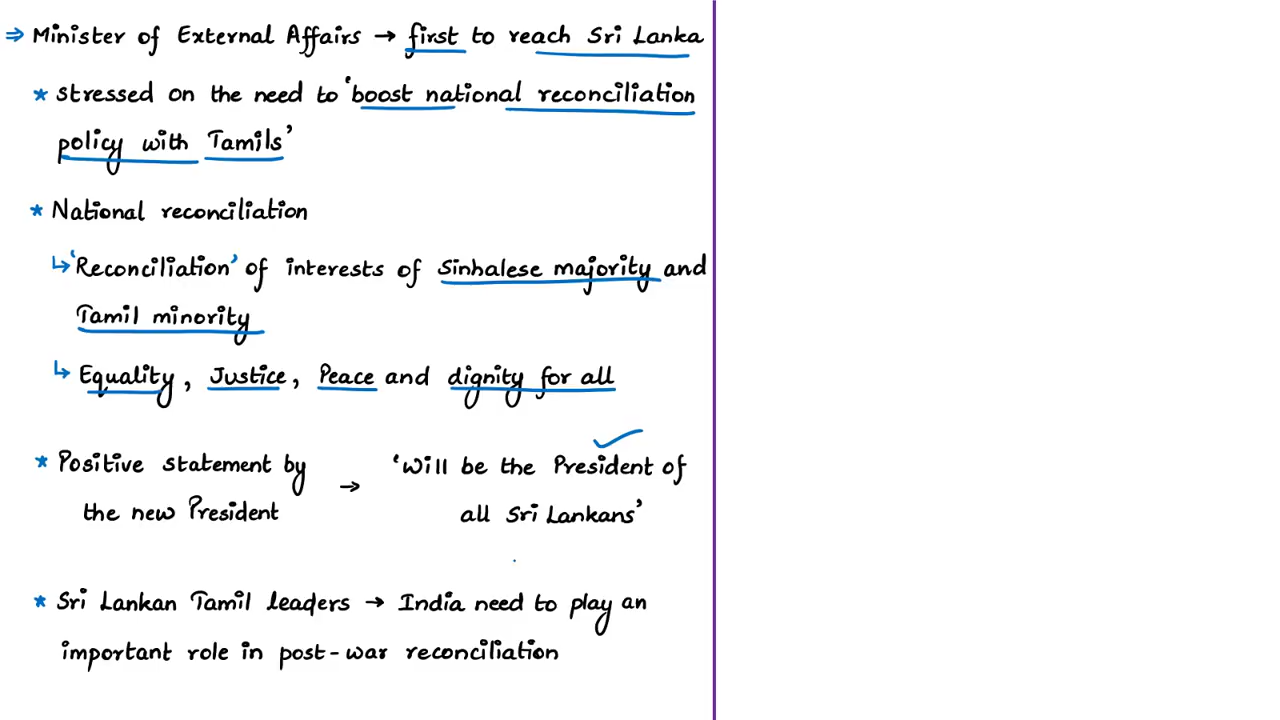 ⇒ Minister of External Affairs → first to reach Sri Lanka
* stressed on the need to 'boost national reconciliation
policy with Tamils'
* National reconciliation
↳ 'Reconciliation' of interests of Sinhalese majority and
Tamil minority
↳ Equality, Justice, Peace and dignity for all
* Positive statement by → 'Will be the President of
the new President all Sri Lankans'
* Sri Lankan Tamil leaders → India need to play an
important role in post-war reconciliation